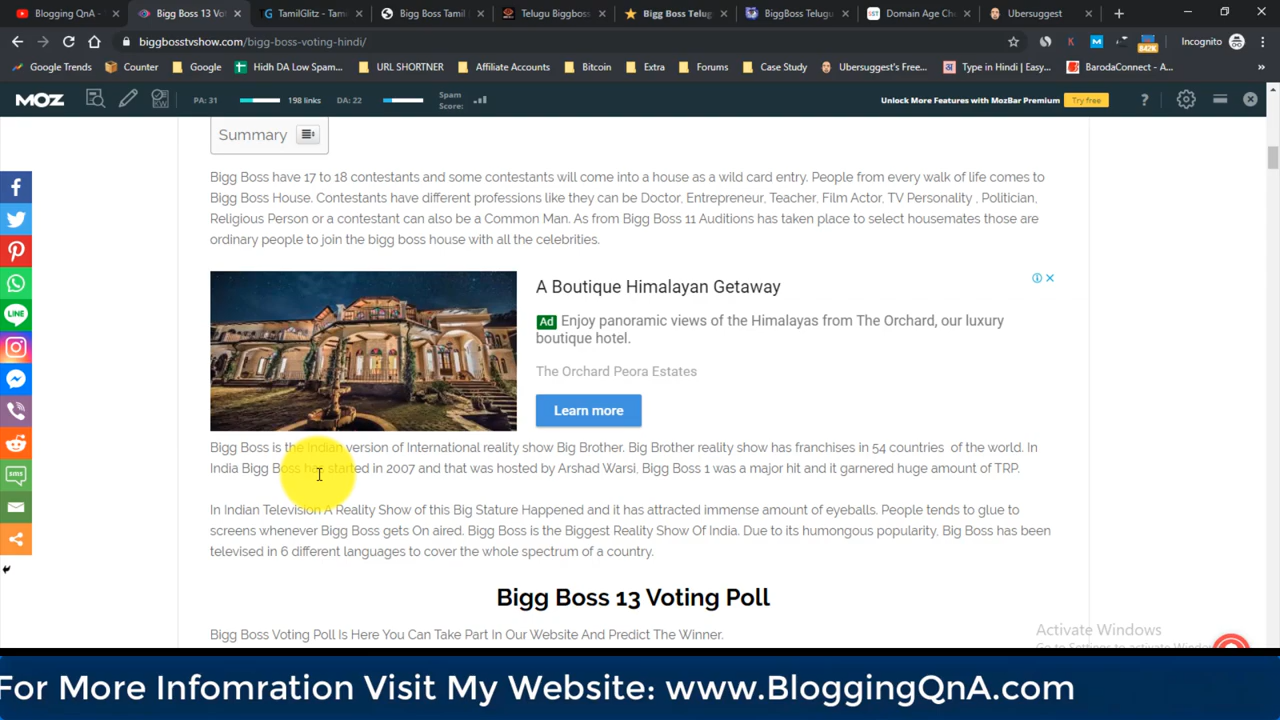 Blogging QnA -
Bigg Boss 13 Vot
TamilGlitz - Tam
Bigg Boss Tamil
Telugu Biggboss
Bigg Boss Telug
BiggBoss Telugu
Domain Age Che
Ubersuggest
biggbosstvshow.com/bigg-boss-voting-hindi/
Incognito
Google Trends
Counter
Google
Hidh DA Low Spam...
URL SHORTNER
Affiliate Accounts
Bitcoin
Extra
Forums
Case Study
Ubersuggest's Free...
Type in Hindi | Easy...
BarodaConnect - A...
MOZ
PA: 31
198 links
DA: 22
Spam
Score:
Unlock More Features with MozBar Premium
Try free
Summary
Bigg Boss have 17 to 18 contestants and some contestants will come into a house as a wild card entry. People from every walk of life comes to
Bigg Boss House. Contestants have different professions like they can be Doctor, Entrepreneur, Teacher, Film Actor, TV Personality , Politician,
Religious Person or a contestant can also be a Common Man. As from Bigg Boss 11 Auditions has taken place to select housemates those are
ordinary people to join the bigg boss house with all the celebrities.
A Boutique Himalayan Getaway
Ad Enjoy panoramic views of the Himalayas from The Orchard, our luxury
boutique hotel.
The Orchard Peora Estates
Learn more
Bigg Boss is the Indian version of International reality show Big Brother. Big Brother reality show has franchises in 54 countries of the world. In
India Bigg Boss has started in 2007 and that was hosted by Arshad Warsi. Bigg Boss 1 was a major hit and it garnered huge amount of TRP.
In Indian Television A Reality Show of this Big Stature Happened and it has attracted immense amount of eyeballs. People tends to glue to
screens whenever Bigg Boss gets On aired. Bigg Boss is the Biggest Reality Show Of India. Due to its humongous popularity, Big Boss has been
televised in 6 different languages to cover the whole spectrum of a country.
Bigg Boss 13 Voting Poll
Bigg Boss Voting Poll Is Here You Can Take Part In Our Website And Predict The Winner.
LINE
sms
Activate Windows
For More Infomration Visit My Website: www.BloggingQnA.com